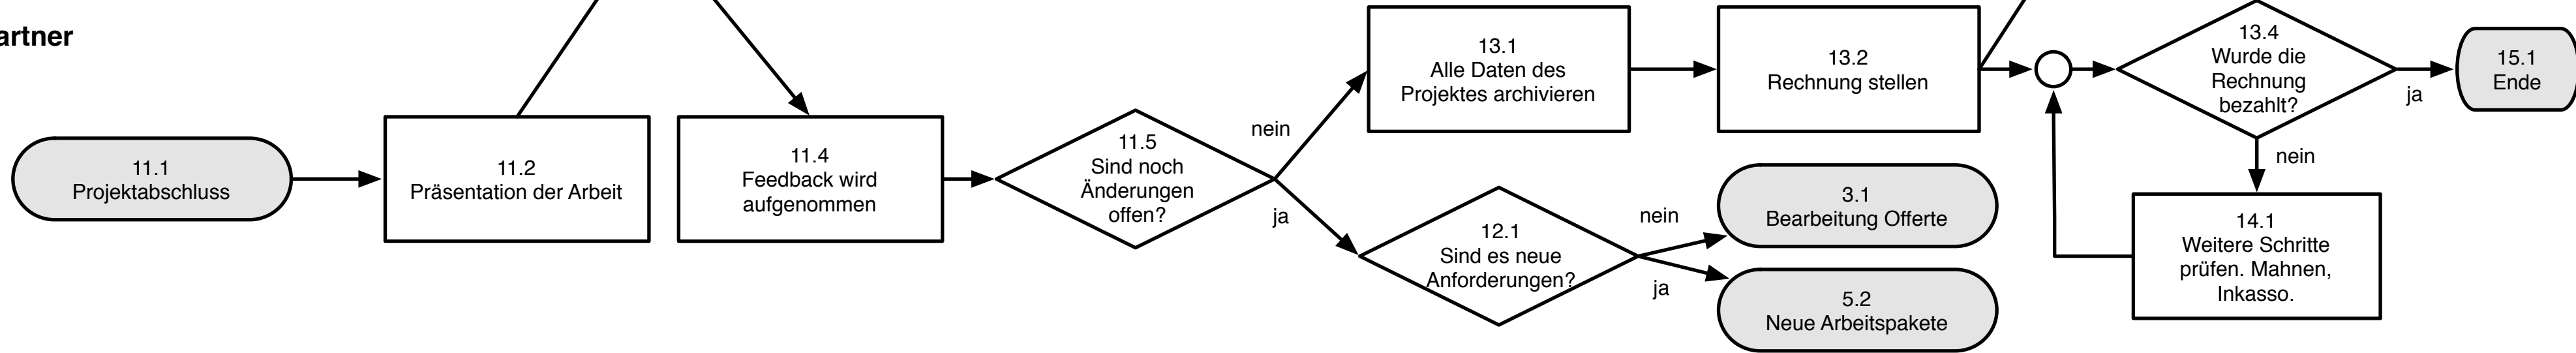 artner
11.1
Projektabschluss
11.2
Präsentation der Arbeit
11.4
Feedback wird
aufgenommen
11.5
Sind noch
Änderungen
offen?
nein
ja
13.1
Alle Daten des
Projektes archivieren
13.2
Rechnung stellen
12.1
Sind es neue
Anforderungen?
nein
ja
3.1
Bearbeitung Offerte
5.2
Neue Arbeitspakete
13.4
Wurde die
Rechnung
bezahlt?
ja
nein
15.1
Ende
14.1
Weitere Schritte
prüfen. Mahnen,
Inkasso.